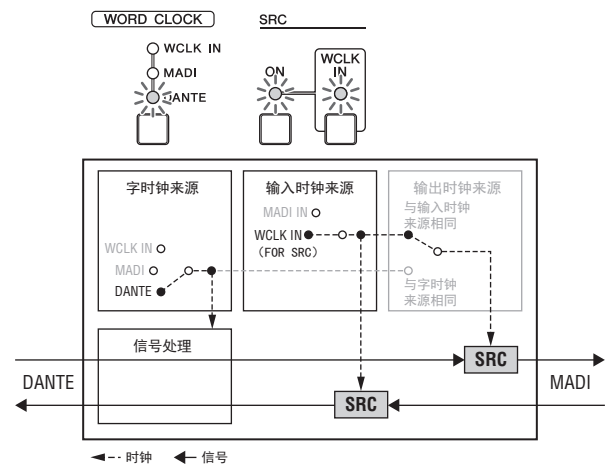 WORD CLOCK
SRC
WCLK IN
MADI
DANTE
ON
WCLK
IN
字时钟来源
输入时钟来源
输出时钟来源
与输入时钟
来源相同
MADI IN
WCLK IN
WCLK IN
(FOR SRC)
MADI
DANTE
与字时钟
来源相同
信号处理
SRC
DANTE
MADI
SRC
时钟
信号